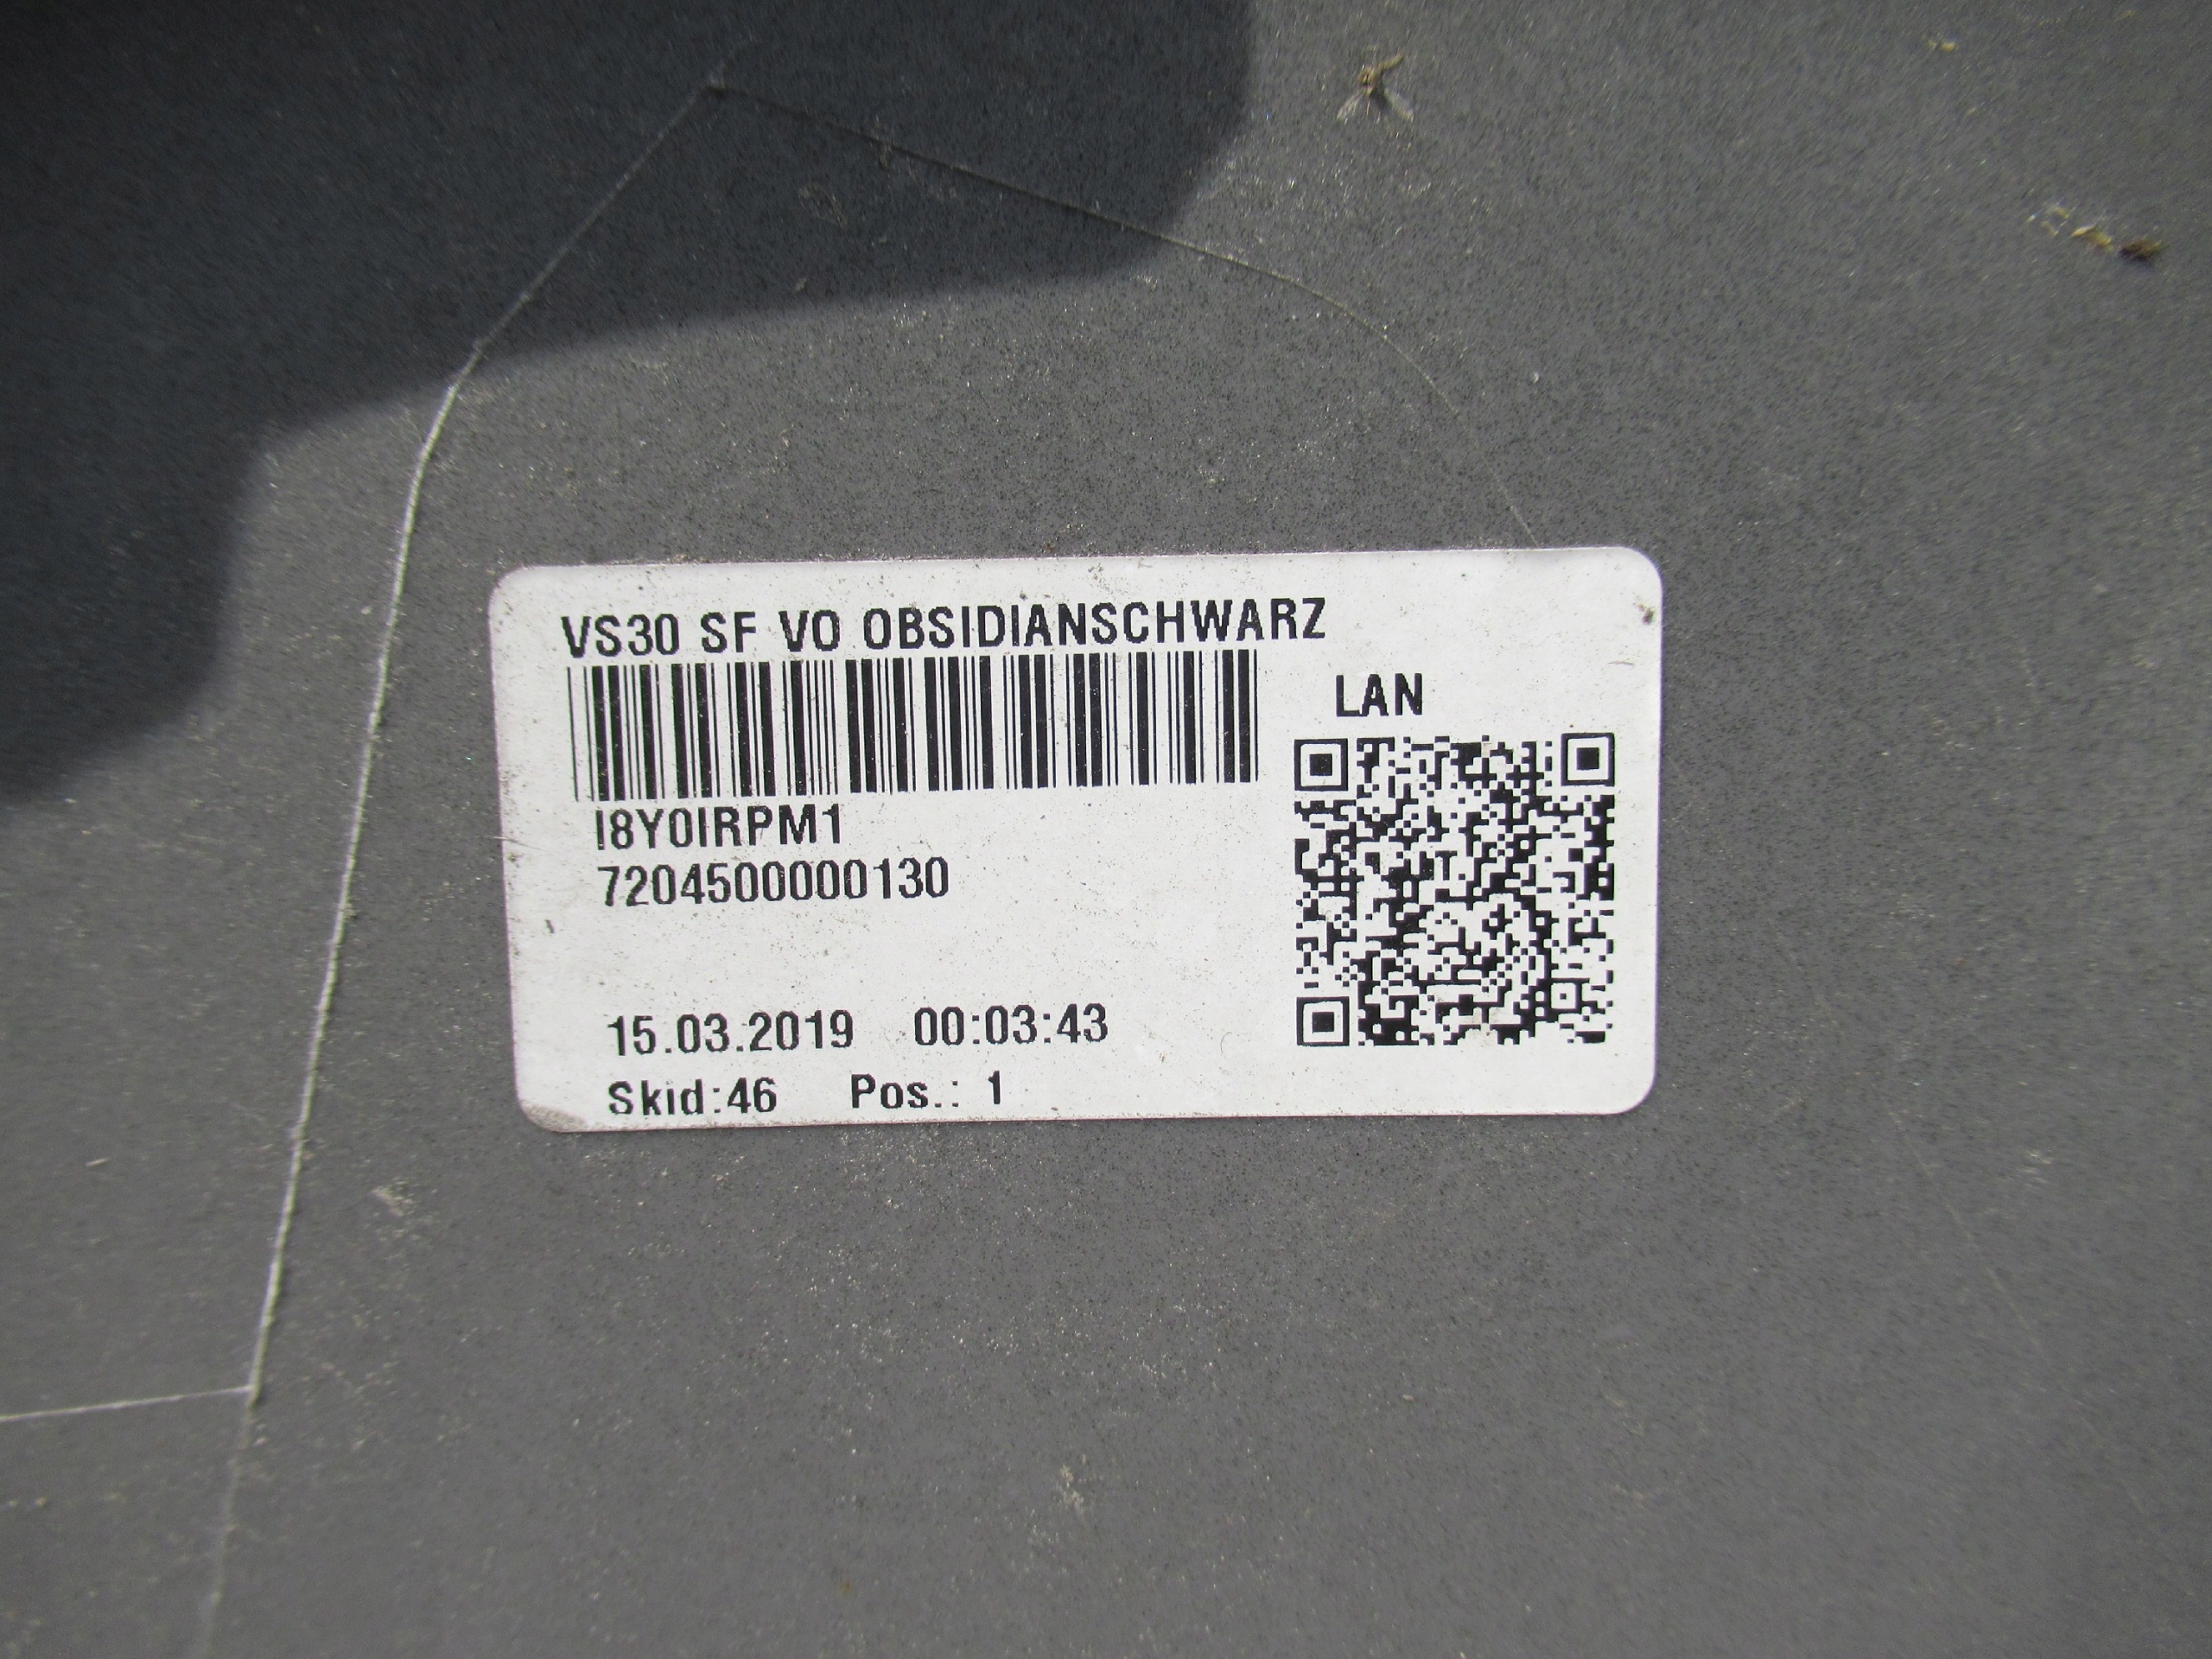 VS30 SF VO OBSIDIANSCHWARZ
LAN
I8Y0IRPM1
7204500000130
15.03.2019 00:03:43
Skid:46 Pos.: 1